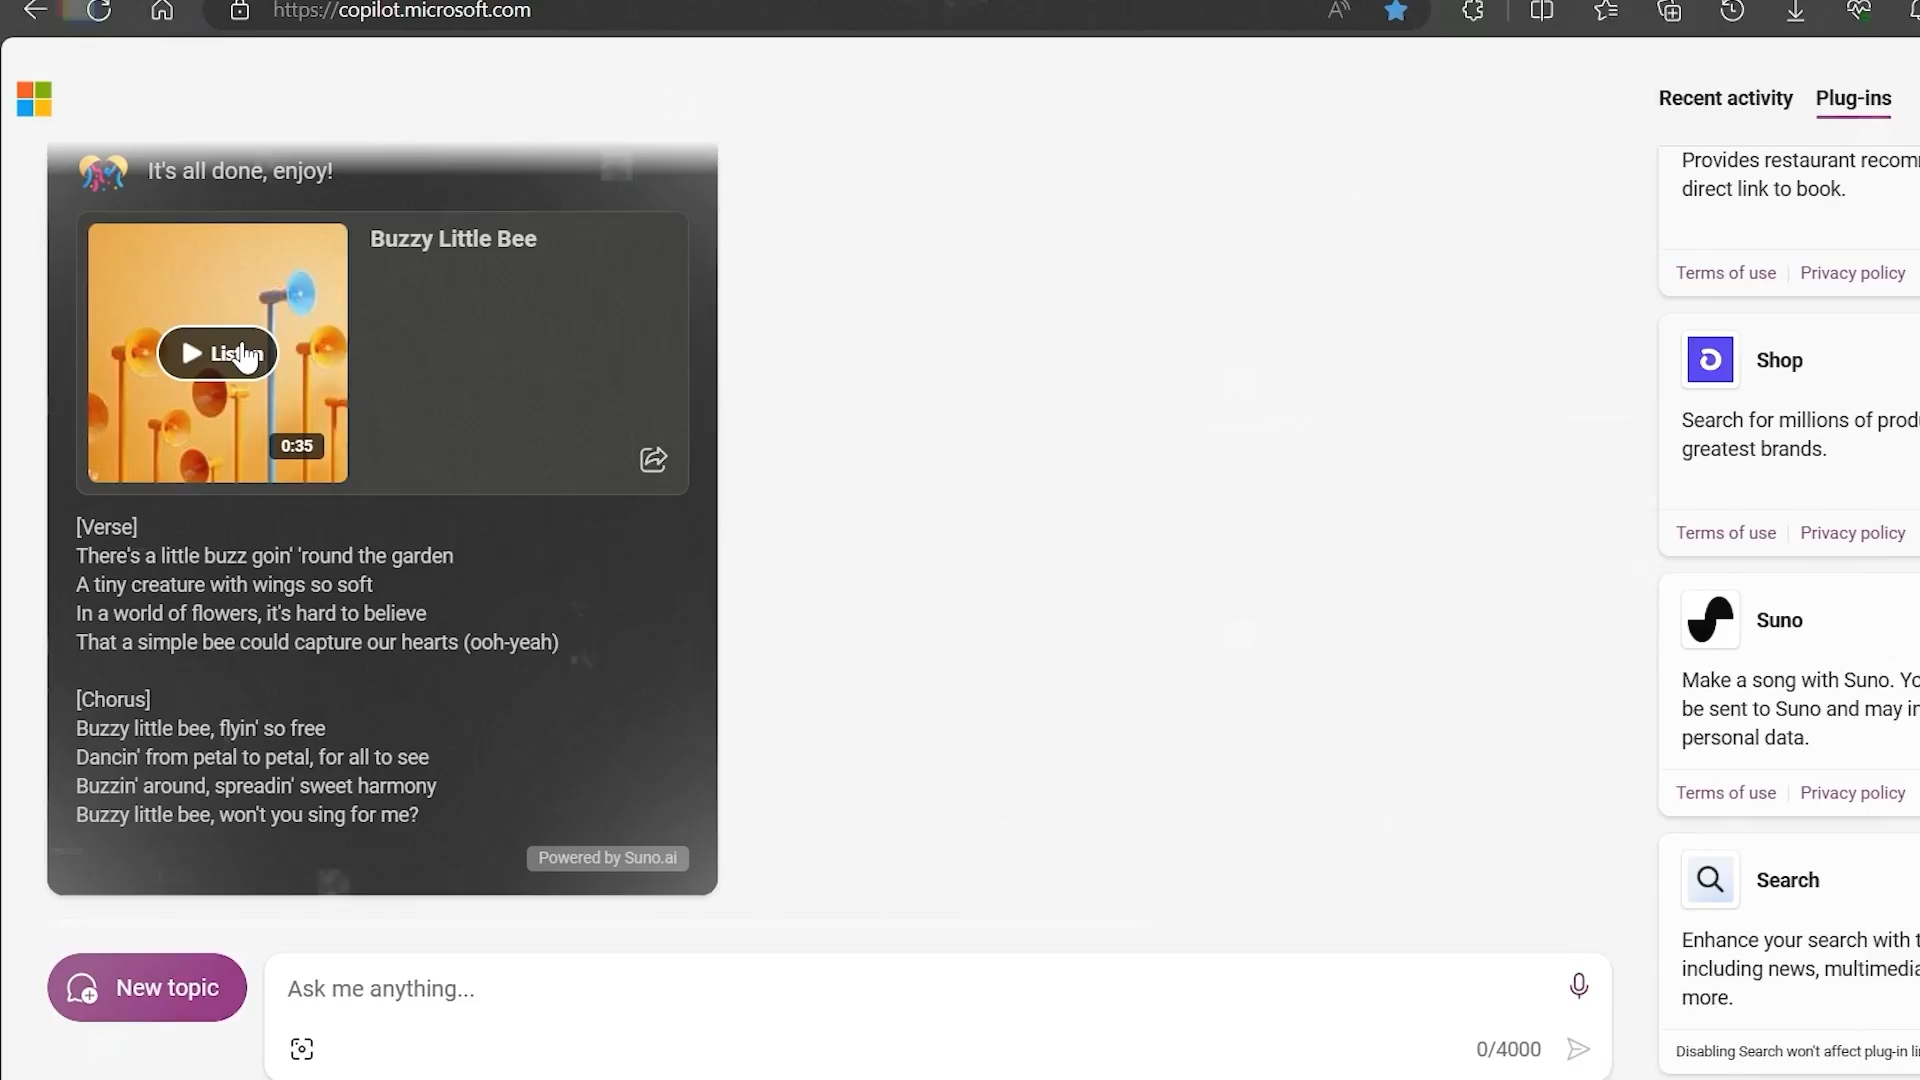 https://copilot.microsoft.com
Recent activity
Plug-ins
It's all done, enjoy!
Buzzy Little Bee
Listen
0:35
[Verse]
There's a little buzz goin' 'round the garden
A tiny creature with wings so soft
In a world of flowers, it's hard to believe
That a simple bee could capture our hearts (ooh-yeah)
[Chorus]
Buzzy little bee, flyin' so free
Dancin' from petal to petal, for all to see
Buzzin' around, spreadin' sweet harmony
Buzzy little bee, won't you sing for me?
Powered by Suno.ai
New topic
Ask me anything...
0/4000
Provides restaurant recom
direct link to book.
Terms of use
Privacy policy
Shop
Search for millions of prod
greatest brands.
Terms of use
Privacy policy
Suno
Make a song with Suno. Yo
be sent to Suno and may in
personal data.
Terms of use
Privacy policy
Search
Enhance your search with t
including news, multimedia
more.
Disabling Search won't affect plug-in li